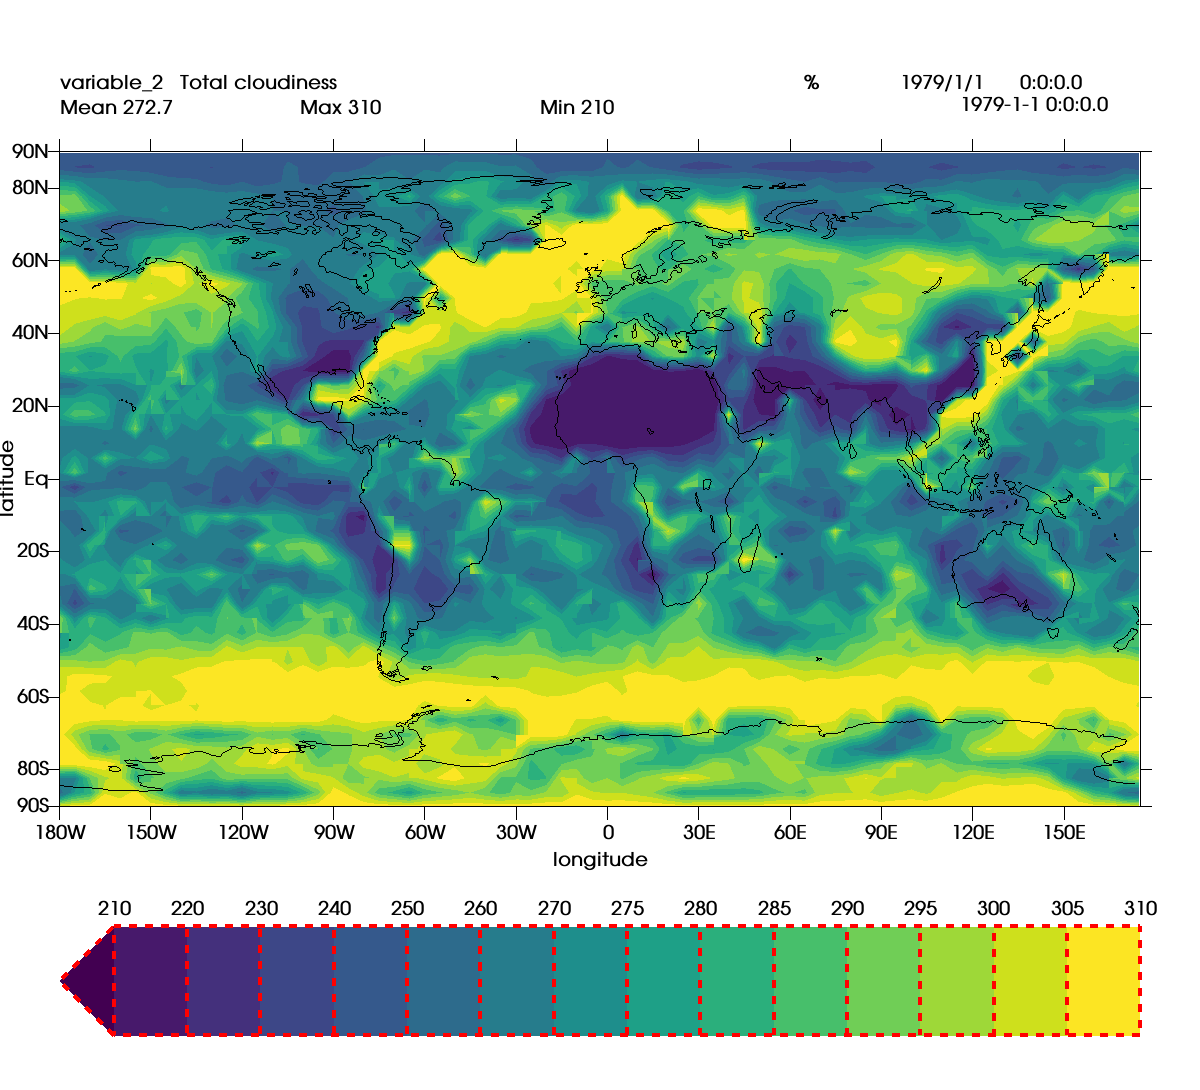 variable_2 Total cloudiness % 1979/1/1 0:0:0.0
Mean 272.7 Max 310 Min 210 1979-1-1 0:0:0.0
90N
80N
60N
40N
20N
Eq
20S
40S
60S
80S
90S
latitude
180W 150W 120W 90W 60W 30W 0 30E 60E 90E 120E 150E
longitude
210 220 230 240 250 260 270 275 280 285 290 295 300 305 310